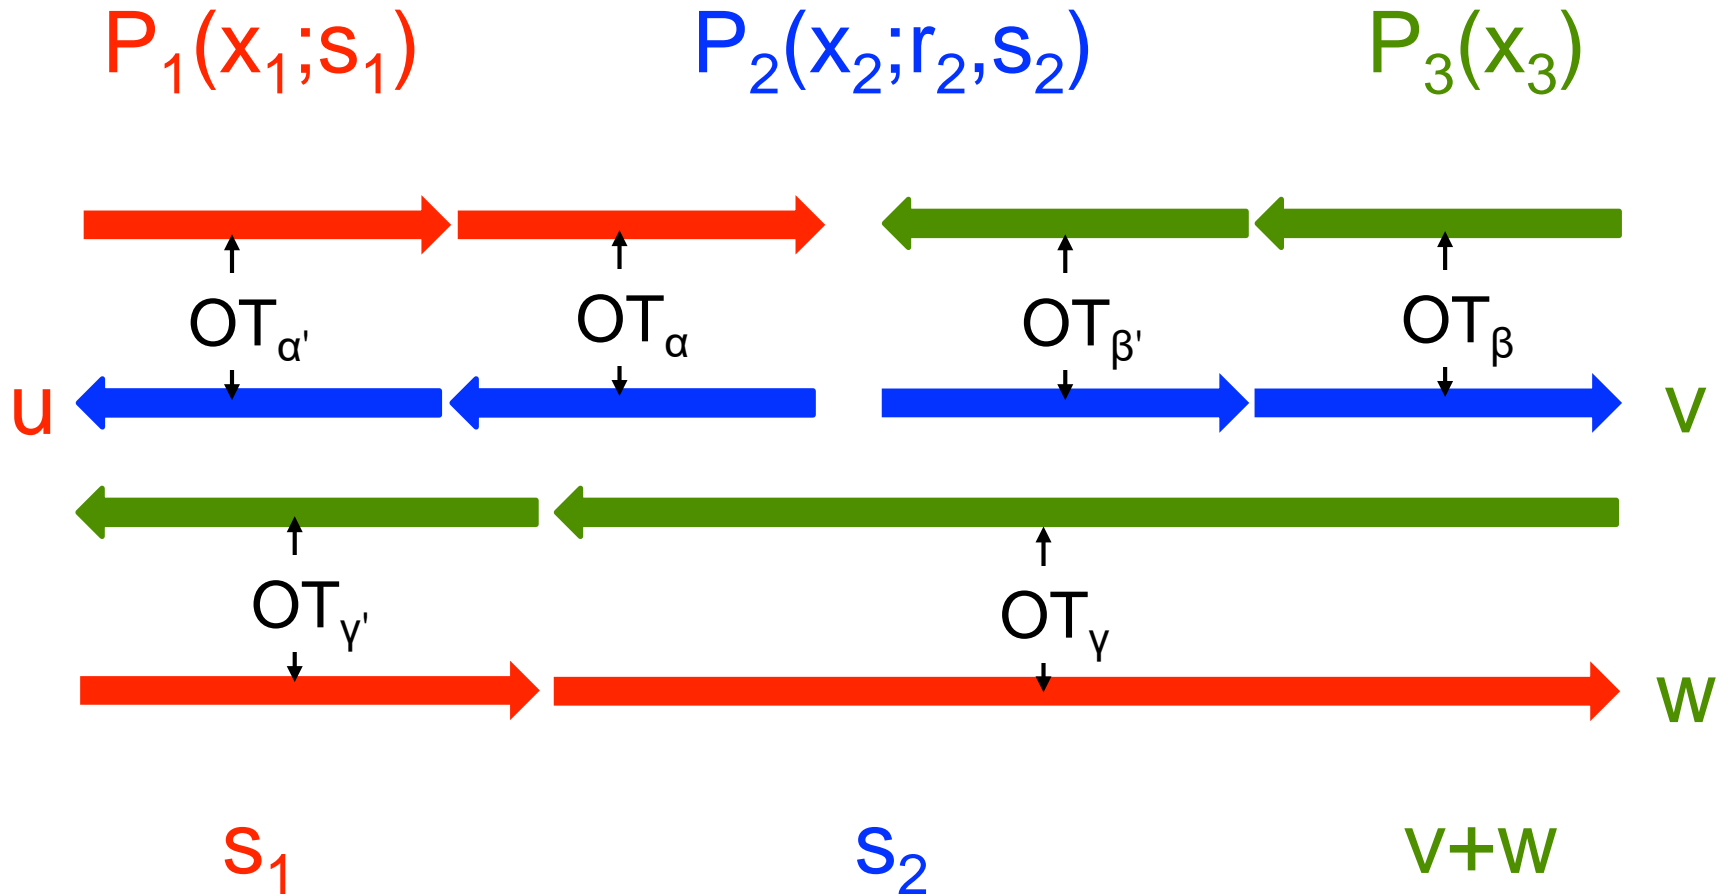 P₁(x₁;s₁) P₂(x₂;r₂,s₂) P₃(x₃)
OTα' OTα OTβ' OTβ
u v
OTγ' OTγ
w
s₁ s₂ v+w